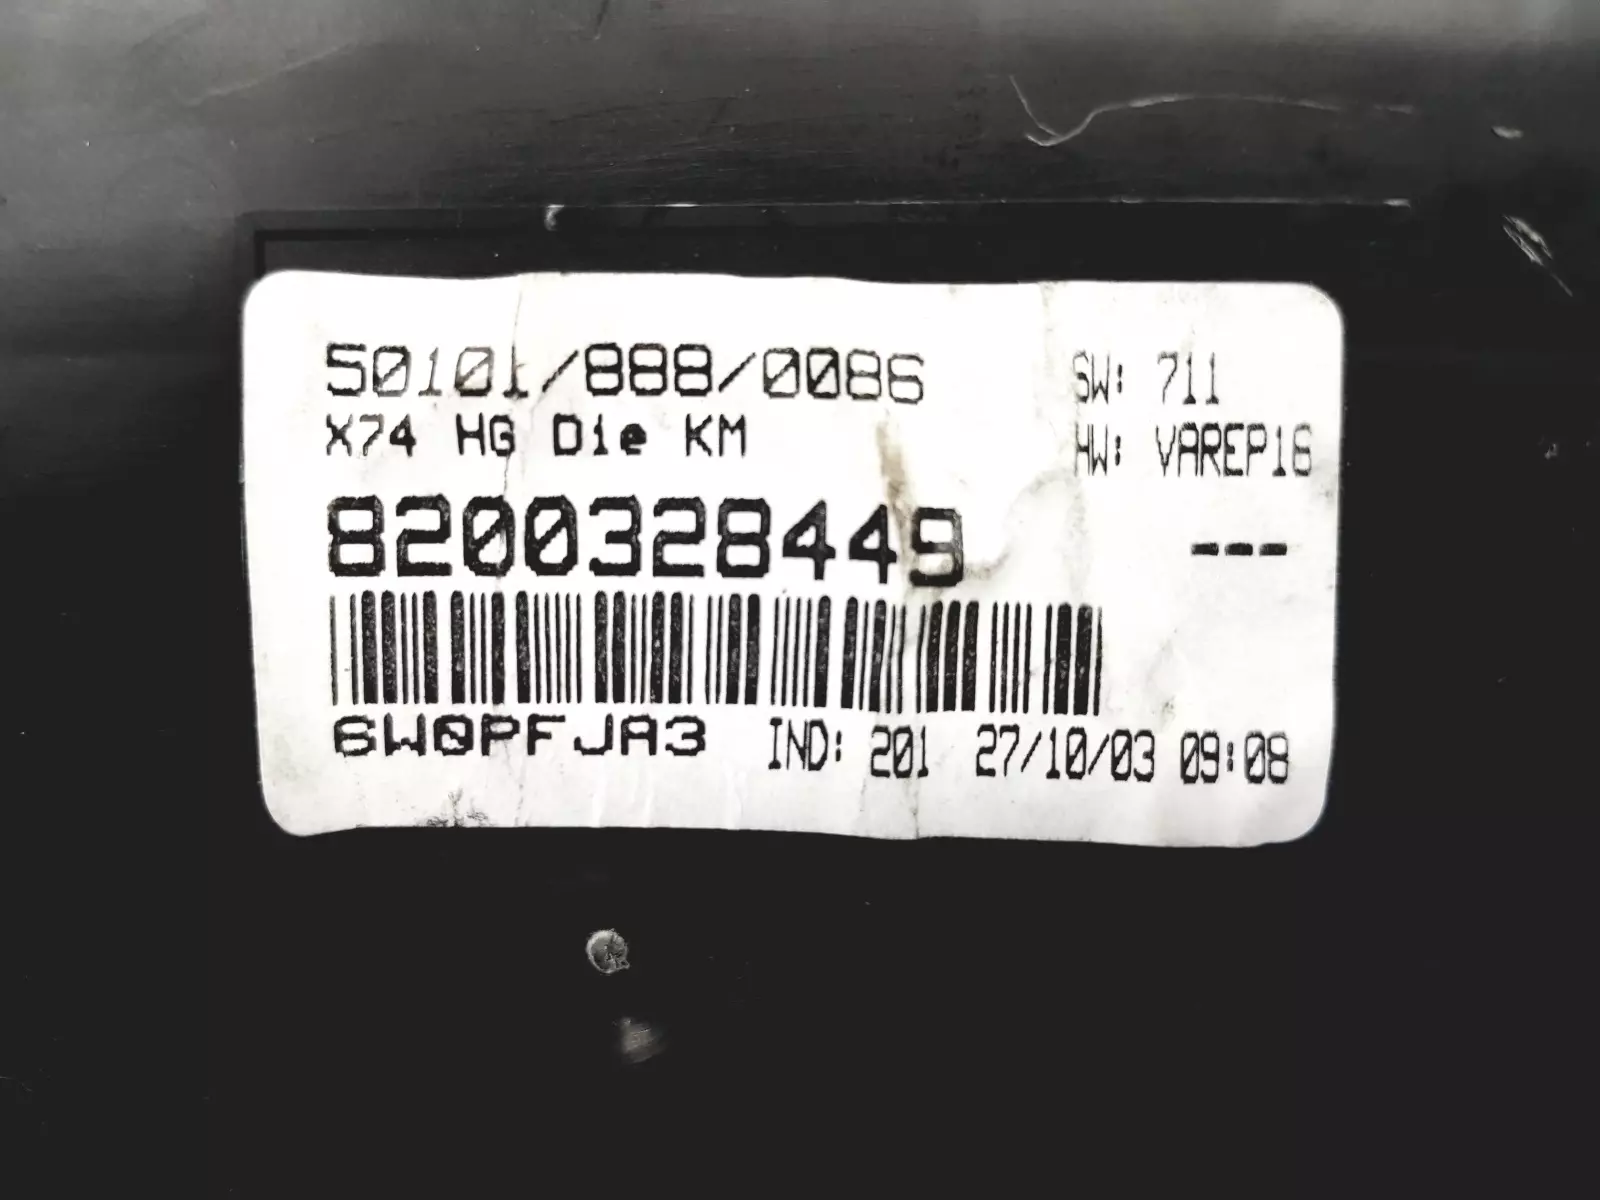 50101/888/0086
SW: 711
X74 HG Die KM
HW: VAREP16
8200328449
---
6W0PFJA3
IND: 201 27/10/03 09:08